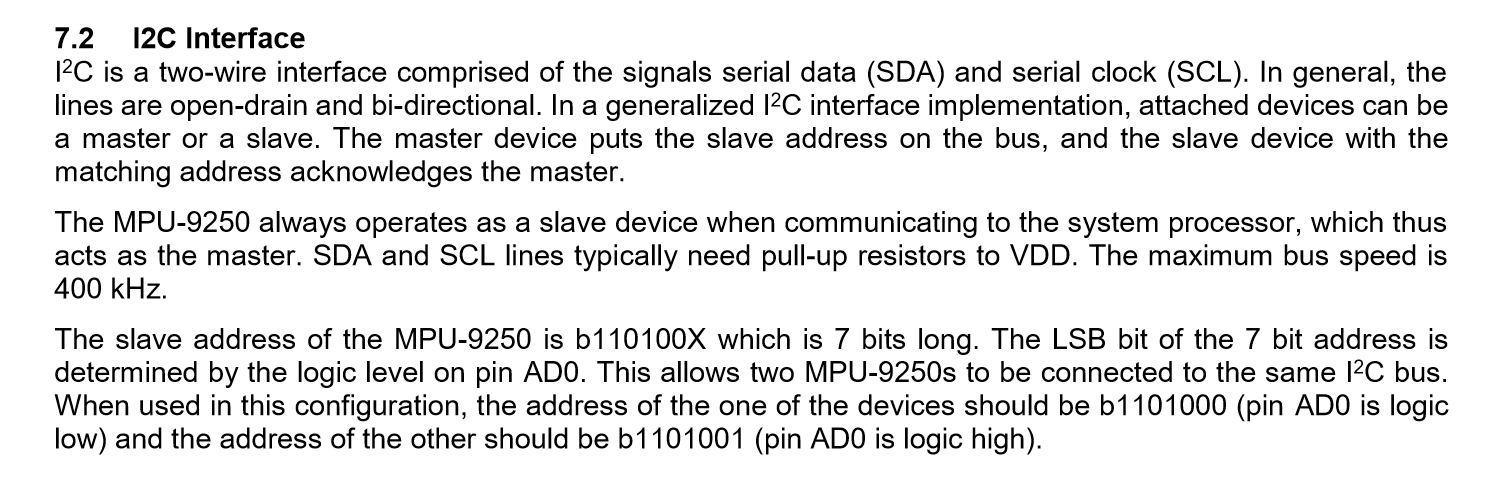 7.2 I2C Interface
I²C is a two-wire interface comprised of the signals serial data (SDA) and serial clock (SCL). In general, the
lines are open-drain and bi-directional. In a generalized I²C interface implementation, attached devices can be
a master or a slave. The master device puts the slave address on the bus, and the slave device with the
matching address acknowledges the master.
The MPU-9250 always operates as a slave device when communicating to the system processor, which thus
acts as the master. SDA and SCL lines typically need pull-up resistors to VDD. The maximum bus speed is
400 kHz.
The slave address of the MPU-9250 is b110100X which is 7 bits long. The LSB bit of the 7 bit address is
determined by the logic level on pin AD0. This allows two MPU-9250s to be connected to the same I²C bus.
When used in this configuration, the address of the one of the devices should be b1101000 (pin AD0 is logic
low) and the address of the other should be b1101001 (pin AD0 is logic high).